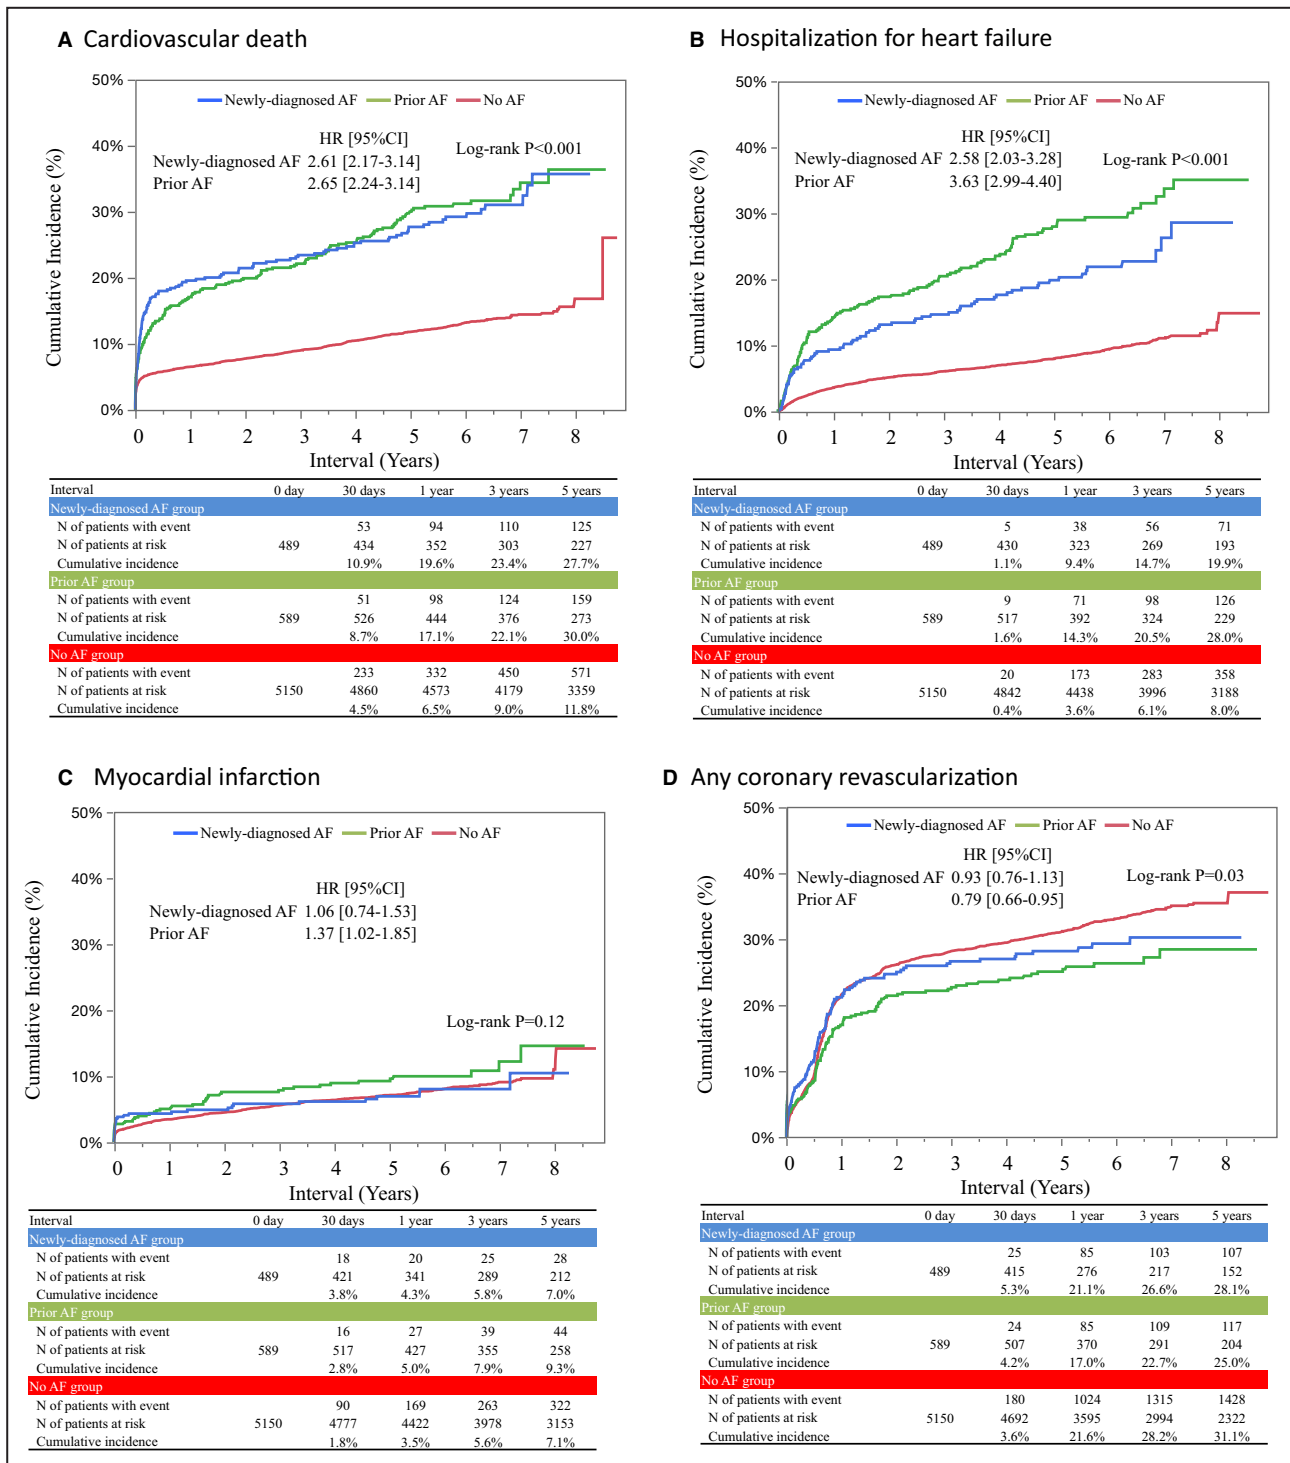 A Cardiovascular death
50%
40%
30%
20%
10%
0%
Cumulative Incidence (%)
Newly-diagnosed AF Prior AF No AF
HR [95%CI]
Newly-diagnosed AF 2.61 [2.17-3.14]
Prior AF 2.65 [2.24-3.14]
Log-rank P<0.001
0 1 2 3 4 5 6 7 8
Interval (Years)
Interval 0 day 30 days 1 year 3 years 5 years
Newly-diagnosed AF group
N of patients with event 53 94 110 125
N of patients at risk 489 434 352 303 227
Cumulative incidence 10.9% 19.6% 23.4% 27.7%
Prior AF group
N of patients with event 51 98 124 159
N of patients at risk 589 526 444 376 273
Cumulative incidence 8.7% 17.1% 22.1% 30.0%
No AF group
N of patients with event 233 332 450 571
N of patients at risk 5150 4860 4573 4179 3359
Cumulative incidence 4.5% 6.5% 9.0% 11.8%
B Hospitalization for heart failure
50%
40%
30%
20%
10%
0%
Cumulative Incidence (%)
Newly-diagnosed AF Prior AF No AF
HR [95%CI]
Newly-diagnosed AF 2.58 [2.03-3.28]
Prior AF 3.63 [2.99-4.40]
Log-rank P<0.001
0 1 2 3 4 5 6 7 8
Interval (Years)
Interval 0 day 30 days 1 year 3 years 5 years
Newly-diagnosed AF group
N of patients with event 5 38 56 71
N of patients at risk 489 430 323 269 193
Cumulative incidence 1.1% 9.4% 14.7% 19.9%
Prior AF group
N of patients with event 9 71 98 126
N of patients at risk 589 517 392 324 229
Cumulative incidence 1.6% 14.3% 20.5% 28.0%
No AF group
N of patients with event 20 173 283 358
N of patients at risk 5150 4842 4438 3996 3188
Cumulative incidence 0.4% 3.6% 6.1% 8.0%
C Myocardial infarction
50%
40%
30%
20%
10%
0%
Cumulative Incidence (%)
Newly-diagnosed AF Prior AF No AF
HR [95%CI]
Newly-diagnosed AF 1.06 [0.74-1.53]
Prior AF 1.37 [1.02-1.85]
Log-rank P=0.12
0 1 2 3 4 5 6 7 8
Interval (Years)
Interval 0 day 30 days 1 year 3 years 5 years
Newly-diagnosed AF group
N of patients with event 18 20 25 28
N of patients at risk 489 421 341 289 212
Cumulative incidence 3.8% 4.3% 5.8% 7.0%
Prior AF group
N of patients with event 16 27 39 44
N of patients at risk 589 517 427 355 258
Cumulative incidence 2.8% 5.0% 7.9% 9.3%
No AF group
N of patients with event 90 169 263 322
N of patients at risk 5150 4777 4422 3978 3153
Cumulative incidence 1.8% 3.5% 5.6% 7.1%
D Any coronary revascularization
50%
40%
30%
20%
10%
0%
Cumulative Incidence (%)
Newly-diagnosed AF Prior AF No AF
HR [95%CI]
Newly-diagnosed AF 0.93 [0.76-1.13]
Prior AF 0.79 [0.66-0.95]
Log-rank P=0.03
0 1 2 3 4 5 6 7 8
Interval (Years)
Interval 0 day 30 days 1 year 3 years 5 years
Newly-diagnosed AF group
N of patients with event 25 85 103 107
N of patients at risk 489 415 276 217 152
Cumulative incidence 5.3% 21.1% 26.6% 28.1%
Prior AF group
N of patients with event 24 85 109 117
N of patients at risk 589 507 370 291 204
Cumulative incidence 4.2% 17.0% 22.7% 25.0%
No AF group
N of patients with event 180 1024 1315 1428
N of patients at risk 5150 4692 3595 2994 2322
Cumulative incidence 3.6% 21.6% 28.2% 31.1%